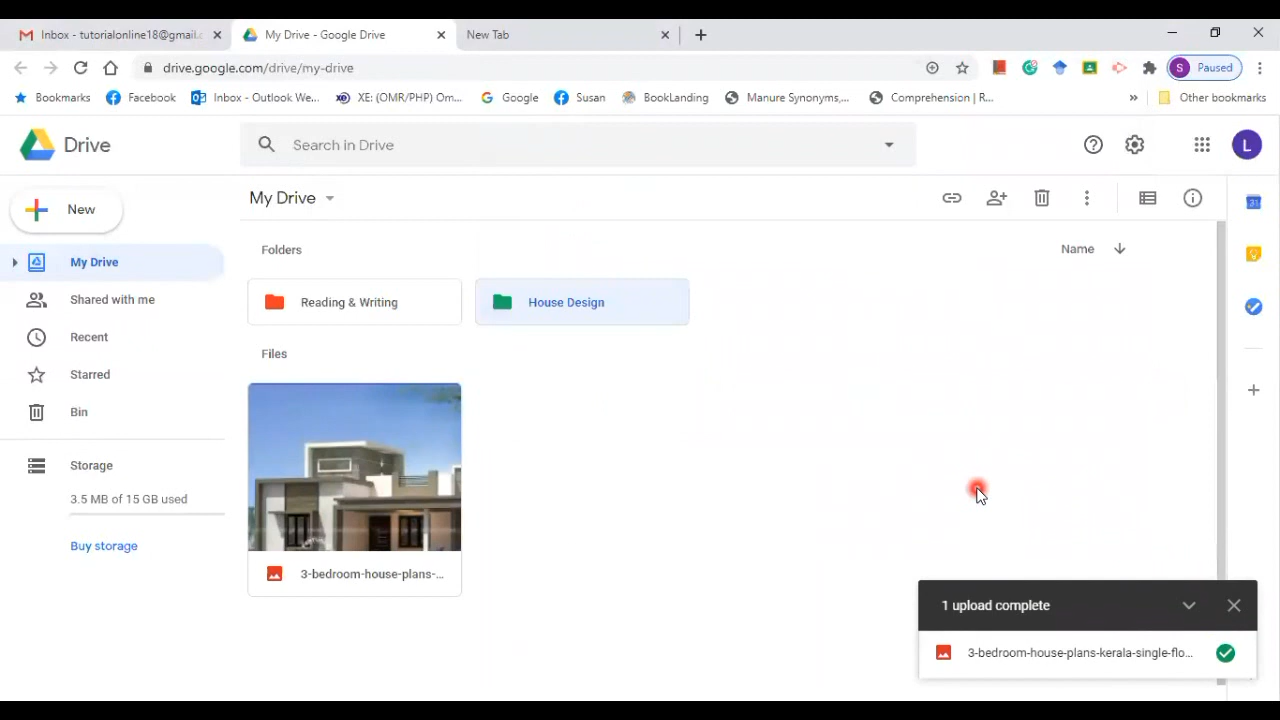 Inbox - tutorialonline18@gmail.c
My Drive - Google Drive
New Tab
drive.google.com/drive/my-drive
S Paused
Bookmarks
Facebook
Inbox - Outlook We...
XE: (OMR/PHP) Om...
Google
Susan
BookLanding
Manure Synonyms,...
Comprehension | R...
Other bookmarks
Drive
Search in Drive
L
New
My Drive
Folders
Name
My Drive
Shared with me
Recent
Starred
Bin
Storage
3.5 MB of 15 GB used
Buy storage
Reading & Writing
House Design
Files
3-bedroom-house-plans-...
31
1 upload complete
3-bedroom-house-plans-kerala-single-flo...